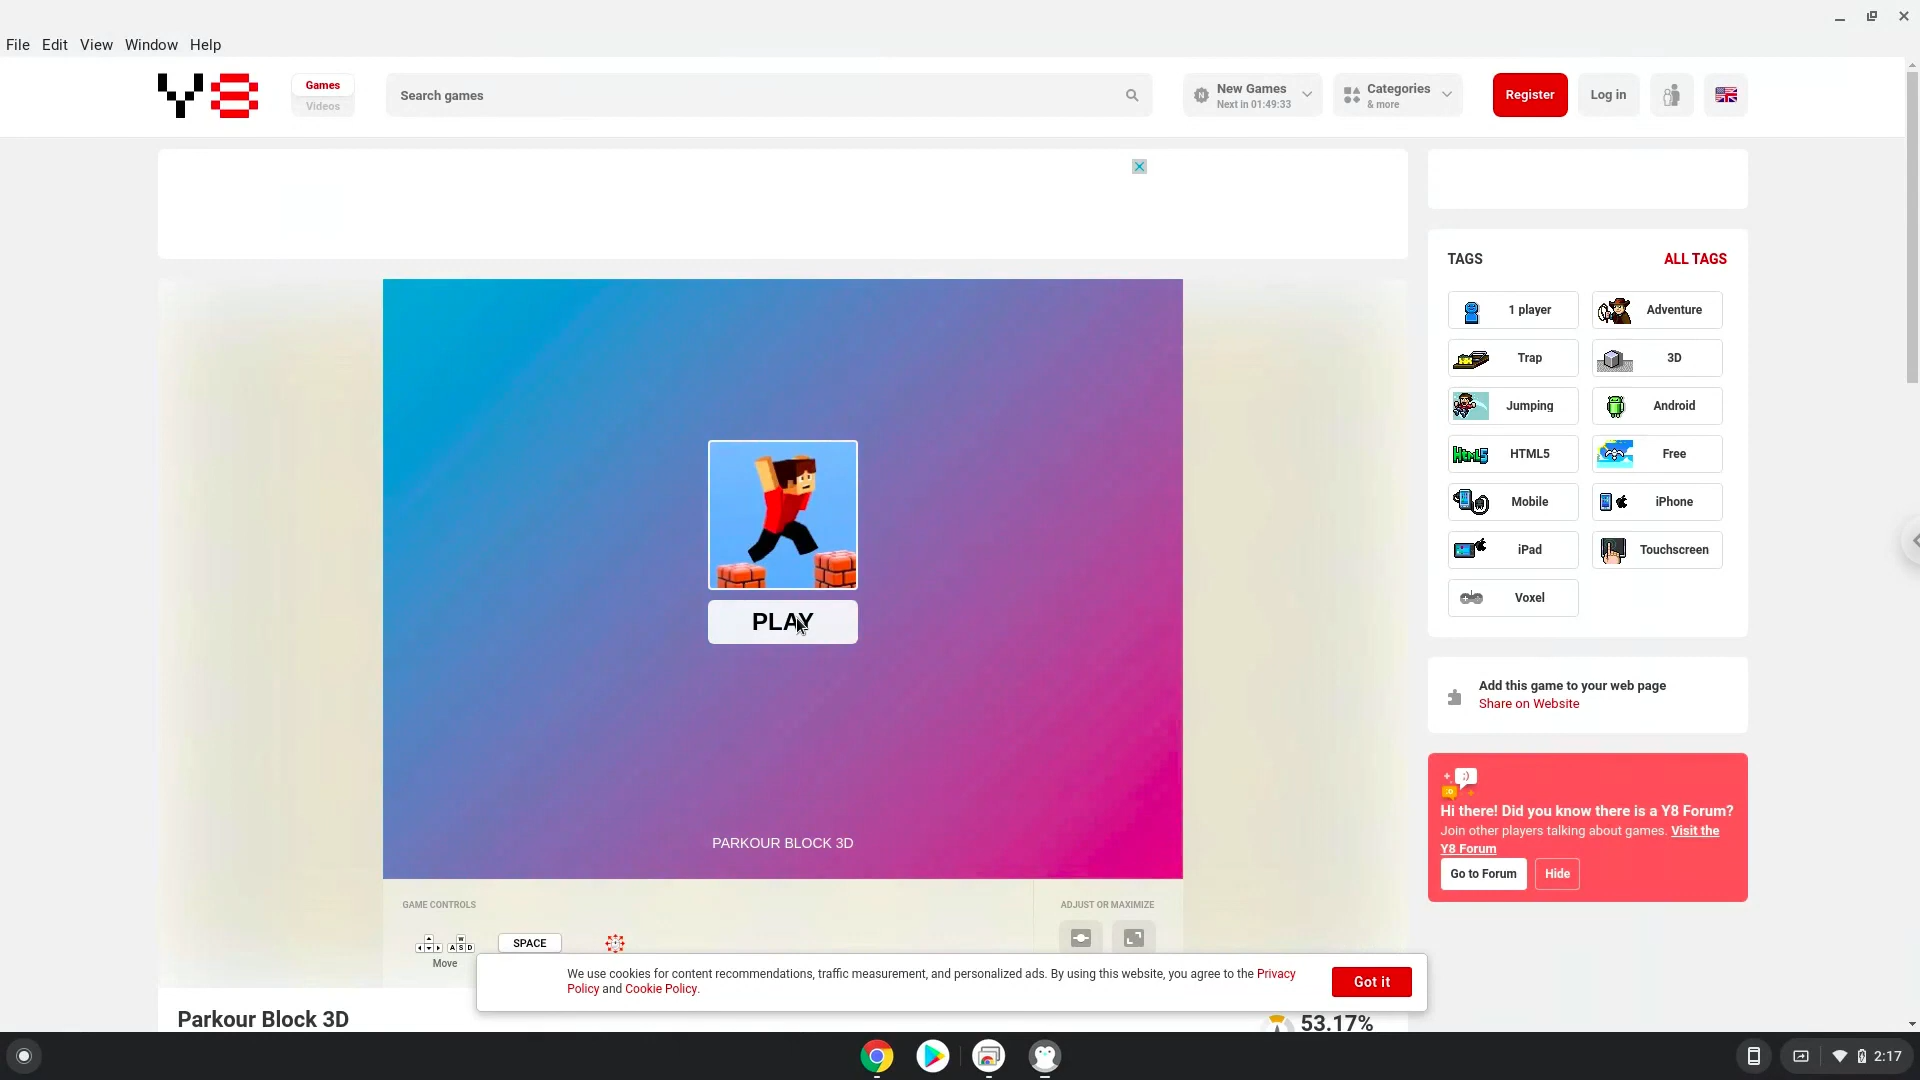 File Edit View Window Help
Y8
Games
Videos
Search games
New Games
Next in 01:49:33
Categories
& more
Register
Log in
TAGS
ALL TAGS
1 player
Adventure
Trap
3D
Jumping
Android
HTML5
Free
Mobile
iPhone
iPad
Touchscreen
Voxel
PLAY
PARKOUR BLOCK 3D
Add this game to your web page
Share on Website
Hi there! Did you know there is a Y8 Forum?
Join other players talking about games. Visit the
Y8 Forum
Go to Forum
Hide
GAME CONTROLS
ADJUST OR MAXIMIZE
W
A S D
SPACE
Move
We use cookies for content recommendations, traffic measurement, and personalized ads. By using this website, you agree to the Privacy
Policy and Cookie Policy.
Got it
Parkour Block 3D
53.17%
2:17